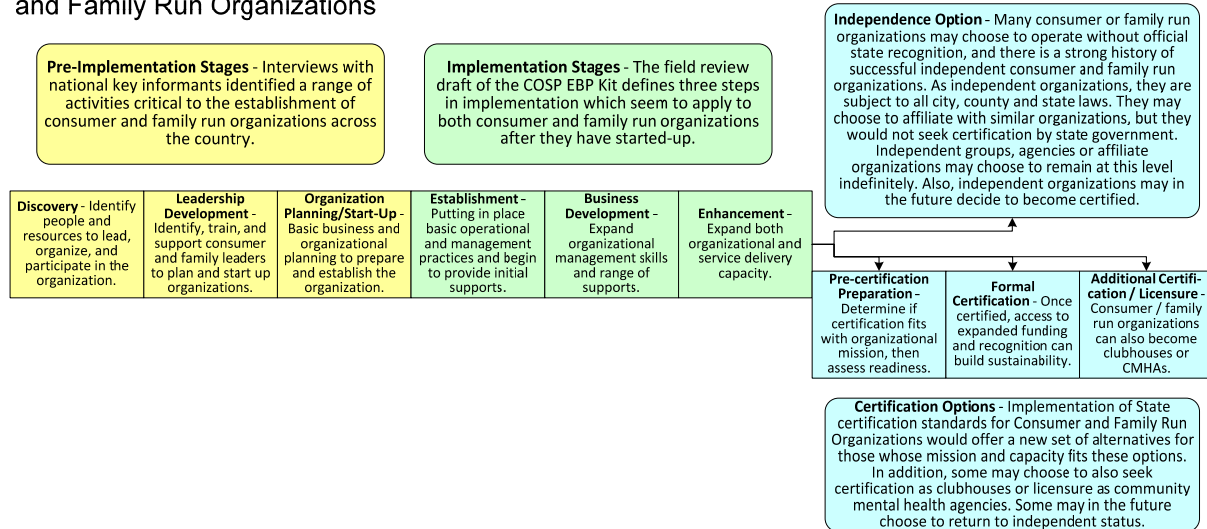 and Family Run Organizations
Pre-Implementation Stages - Interviews with
national key informants identified a range of
activities critical to the establishment of
consumer and family run organizations across
the country.
Implementation Stages - The field review
draft of the COSP EBP Kit defines three steps
in implementation which seem to apply to
both consumer and family run organizations
after they have started-up.
Independence Option - Many consumer or family run
organizations may choose to operate without official
state recognition, and there is a strong history of
successful independent consumer and family run
organizations. As independent organizations, they are
subject to all city, county and state laws. They may
choose to affiliate with similar organizations, but they
would not seek certification by state government.
Independent groups, agencies or affiliate
organizations may choose to remain at this level
indefinitely. Also, independent organizations may in
the future decide to become certified.
Discovery - Identify
people and
resources to lead,
organize, and
participate in the
organization.
Leadership
Development -
Identify, train, and
support consumer
and family leaders
to plan and start up
organizations.
Organization
Planning/Start-Up -
Basic business and
organizational
planning to prepare
and establish the
organization.
Establishment -
Putting in place
basic operational
and management
practices and begin
to provide initial
supports.
Business
Development -
Expand
organizational
management skills
and range of
supports.
Enhancement -
Expand both
organizational and
service delivery
capacity.
Pre-certification
Preparation -
Determine if
certification fits
with organizational
mission, then
assess readiness.
Formal
Certification - Once
certified, access to
expanded funding
and recognition can
build sustainability.
Additional Certifi-
cation / Licensure -
Consumer / family
run organizations
can also become
clubhouses or
CMHAs.
Certification Options - Implementation of State
certification standards for Consumer and Family Run
Organizations would offer a new set of alternatives for
those whose mission and capacity fits these options.
In addition, some may choose to also seek
certification as clubhouses or licensure as community
mental health agencies. Some may in the future
choose to return to independent status.